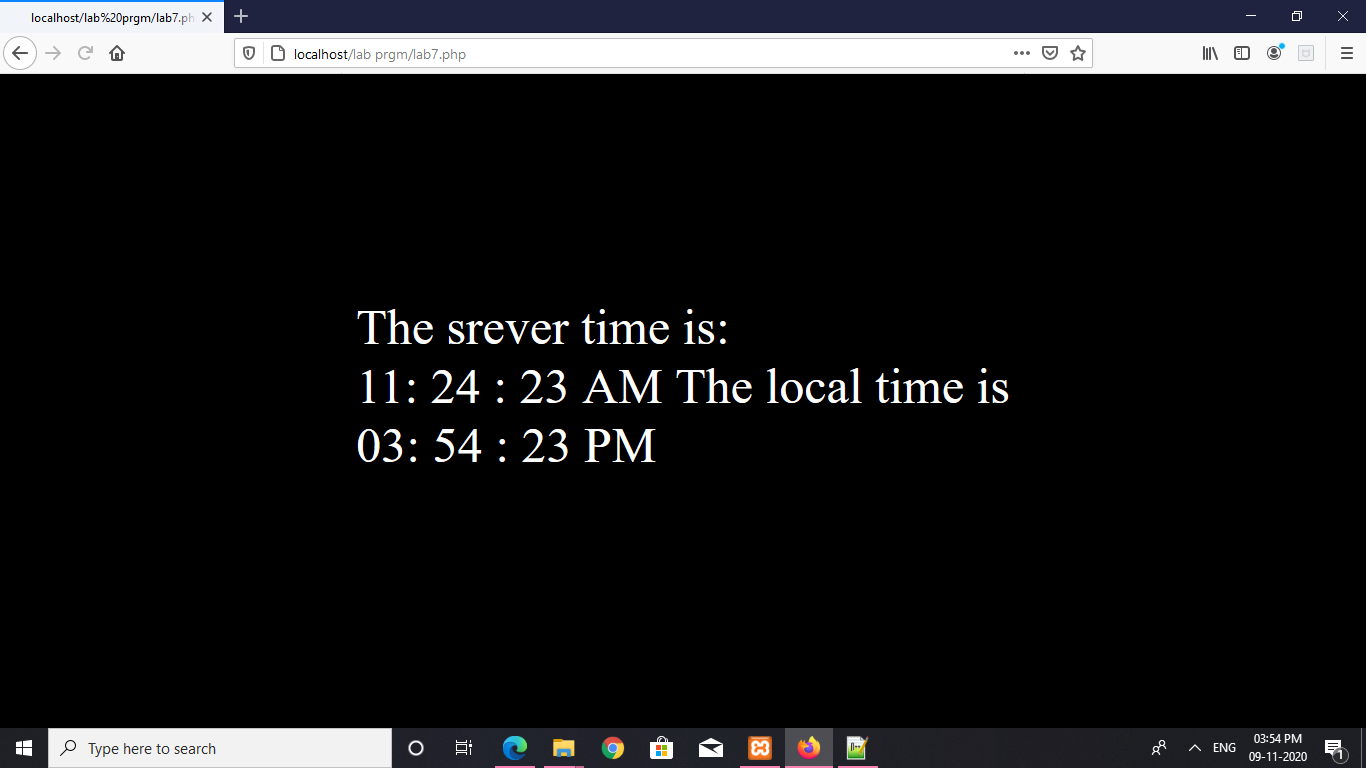 localhost/lab%20prgm/lab7.ph
localhost/lab prgm/lab7.php
The srever time is:
11: 24 : 23 AM The local time is
03: 54 : 23 PM
Type here to search
ENG
03:54 PM
09-11-2020
1